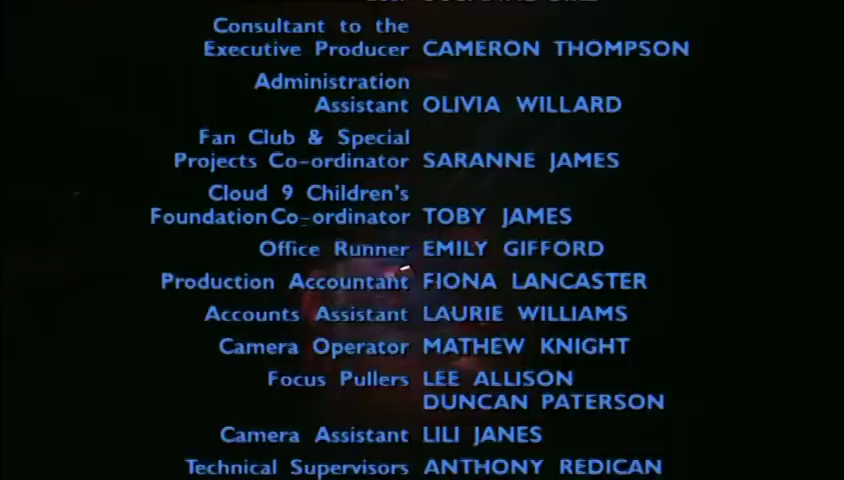 Consultant to the
Executive Producer CAMERON THOMPSON
Administration
Assistant OLIVIA WILLARD
Fan Club & Special
Projects Co-ordinator SARANNE JAMES
Cloud 9 Children's
Foundation Co-ordinator TOBY JAMES
Office Runner EMILY GIFFORD
Production Accountant FIONA LANCASTER
Accounts Assistant LAURIE WILLIAMS
Camera Operator MATHEW KNIGHT
Focus Pullers LEE ALLISON
DUNCAN PATERSON
Camera Assistant LILI JANES
Technical Supervisors ANTHONY REDICAN